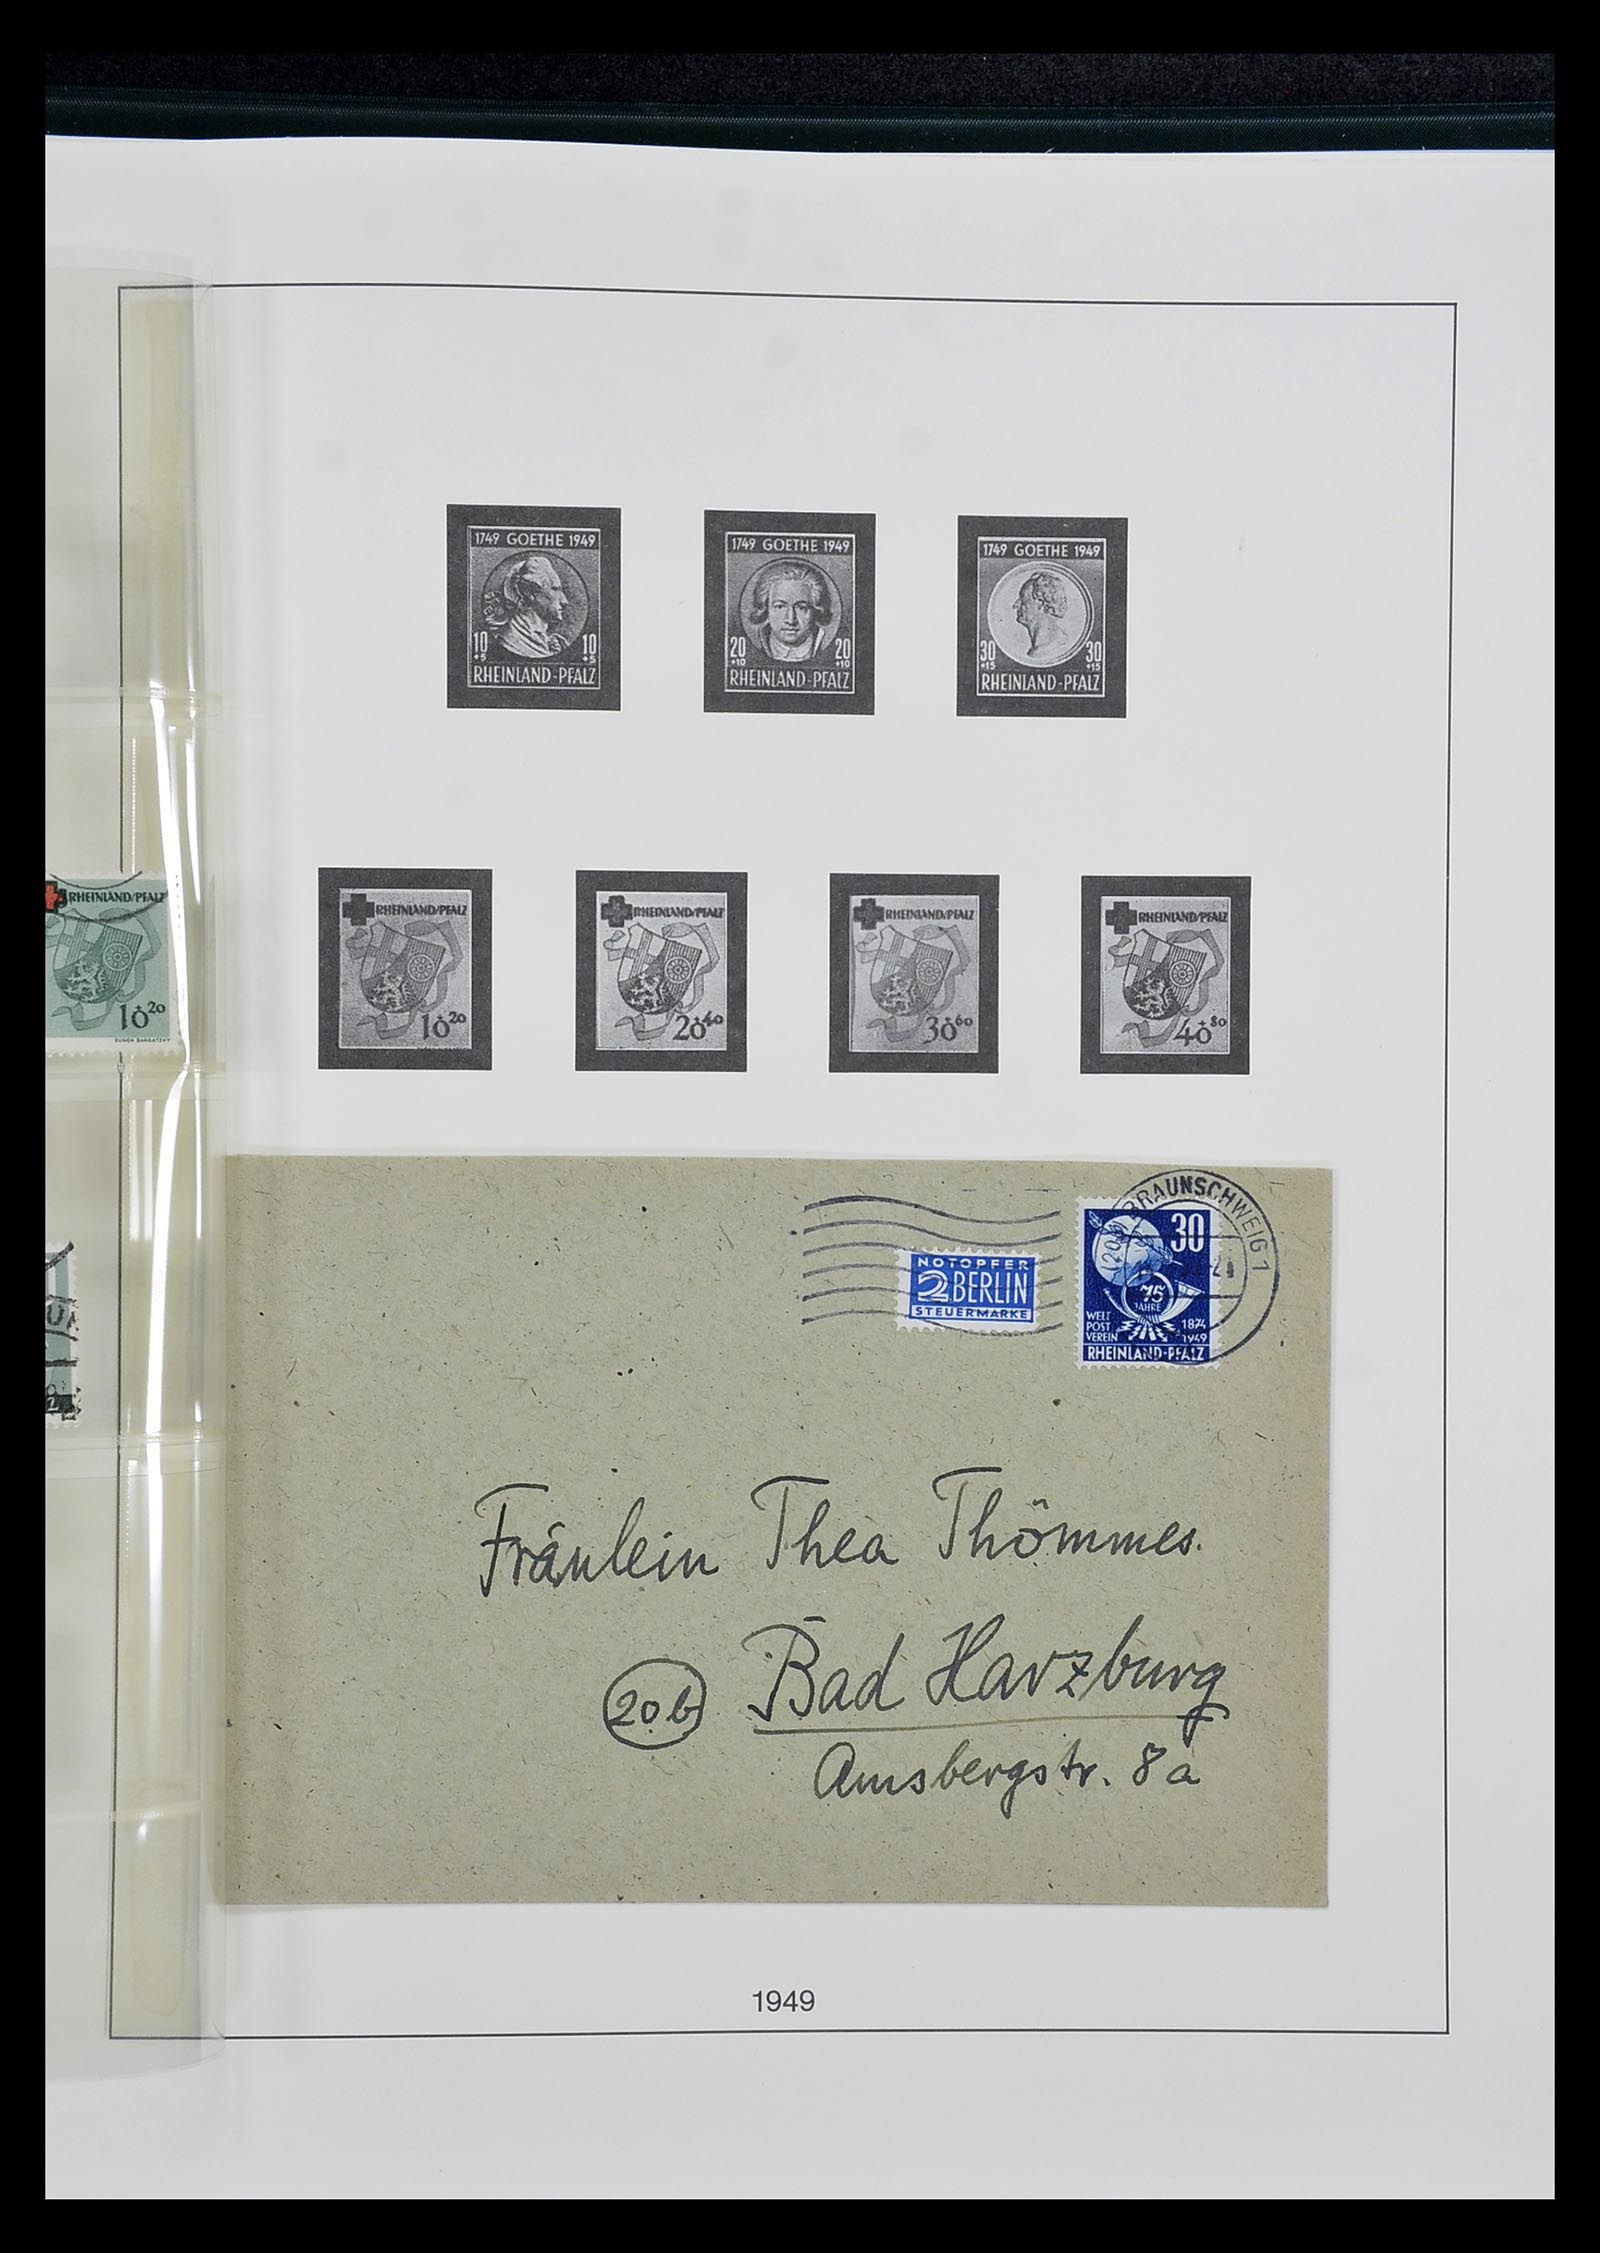 1749 GOETHE 1949
10 +5 10 +5
RHEINLAND-PFALZ
1749 GOETHE 1949
20 +10 20 +10
RHEINLAND-PFALZ
1749 GOETHE 1949
30 +15 30 +15
RHEINLAND-PFALZ
RHEINLAND/PFALZ
10+20
EUGEN BARGATZKY
RHEINLAND/PFALZ
10+20
RHEINLAND/PFALZ
20+40
RHEINLAND/PFALZ
30+60
RHEINLAND/PFALZ
40+80
BRAUNSCHWEIG 1
NOTOPFER
2 BERLIN
STEUERMARKE
30
75
JAHRE
WELT
POST
VEREIN
1874
1949
RHEINLAND-PFALZ
Fräulein Thea Thömmes.
20b Bad Harzburg
Amsbergstr. 8a
1949